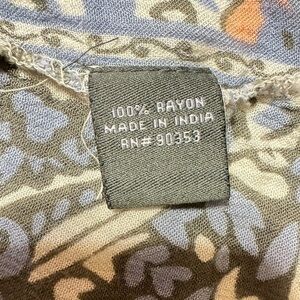 100% RAYON
MADE IN INDIA
RN# 90353